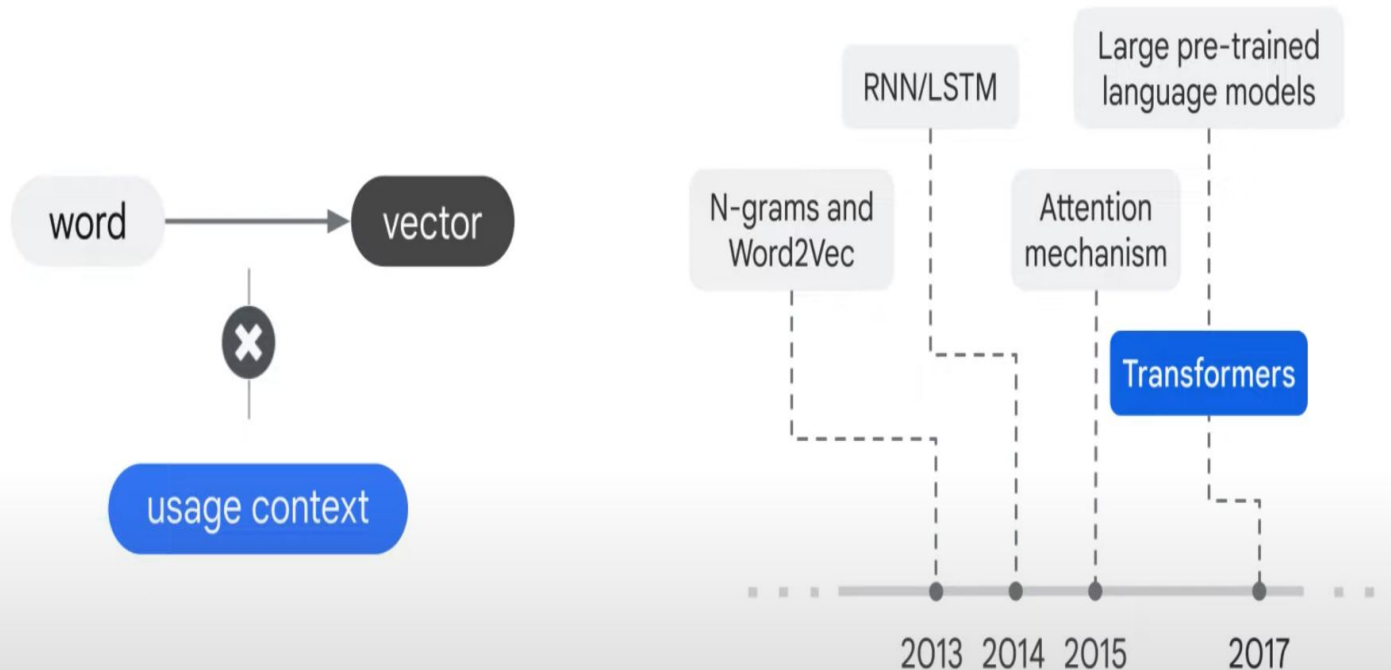 word
vector
usage context
RNN/LSTM
Large pre-trained
language models
N-grams and
Word2Vec
Attention
mechanism
Transformers
2013 2014 2015 2017